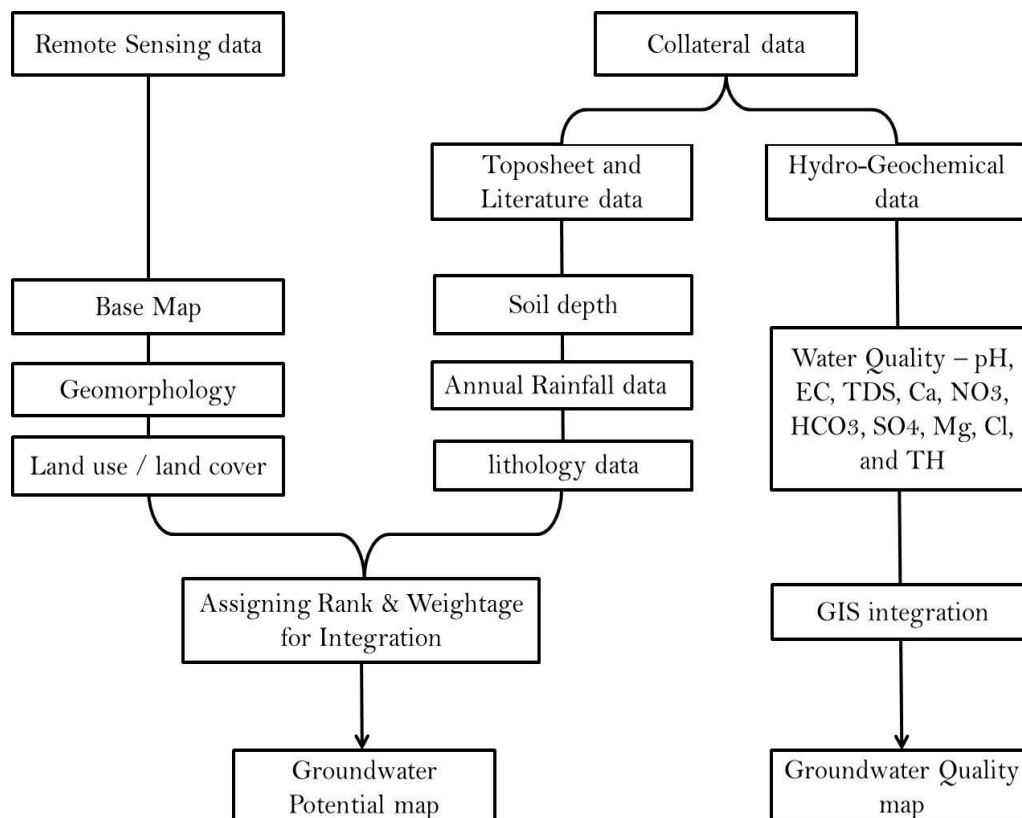 Remote Sensing data
Collateral data
Toposheet and
Literature data
Hydro-Geochemical
data
Base Map
Soil depth
Geomorphology
Annual Rainfall data
Water Quality – pH,
EC, TDS, Ca, NO3,
HCO3, SO4, Mg, Cl,
and TH
Land use / land cover
lithology data
Assigning Rank & Weightage
for Integration
GIS integration
Groundwater
Potential map
Groundwater Quality
map